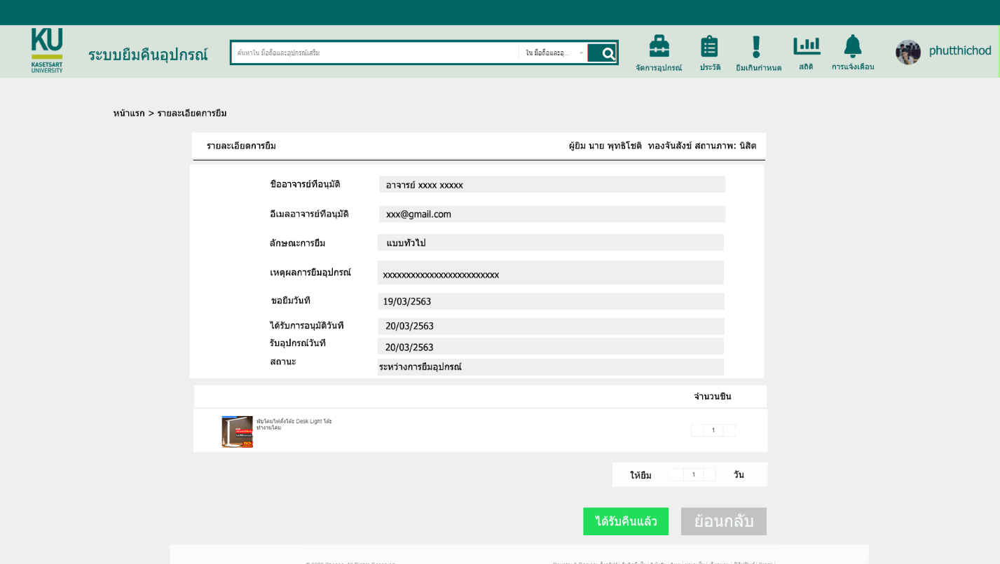 KU
KASETSART
UNIVERSITY
ระบบยืมคืนอุปกรณ์
ค้นหาใน มือถือและอุปกรณ์เสริม
ใน มือถือและอุ...
จัดการอุปกรณ์
ประวัติ
ยืมเกินกำหนด
สถิติ
การแจ้งเตือน
phutthichod
หน้าแรก > รายละเอียดการยืม
รายละเอียดการยืม
ผู้ยิม นาย พุทธิโชติ ทองจันสังข์ สถานภาพ: นิสิต
ชื่ออาจารย์ที่อนุมัติ
อาจารย์ xxxx xxxxx
อีเมลอาจารย์ที่อนุมัติ
xxx@gmail.com
ลักษณะการยืม
แบบทั่วไป
เหตุผลการยืมอุปกรณ์
xxxxxxxxxxxxxxxxxxxxxxxxx
ขอยืมวันที่
19/03/2563
ได้รับการอนุมัติวันที่
20/03/2563
รับอุปกรณ์วันที่
20/03/2563
สถานะ
ระหว่างการยืมอุปกรณ์
จำนวนชิ้น
พับโคมไฟตั้งโต๊ะ Desk Light โต๊ะ
ทำงานโคม
1
ให้ยืม
1
วัน
ได้รับคืนแล้ว
ย้อนกลับ